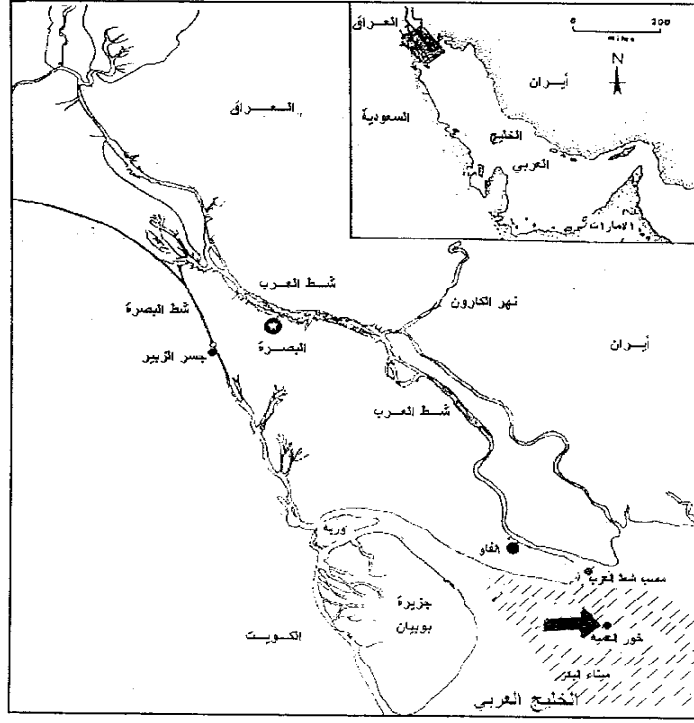 العراق
0 200
miles
N
أيران
السعودية
الخليج
العربي
الامارات
العراق
شط العرب
نهر الكارون
شط البصرة
البصرة
جسر الزبير
أيران
شط العرب
وربة
الفاو
مصب شط العرب
جزيرة
بوبيان
خور العمية
الكويت
ميناء البكر
الخليج العربي